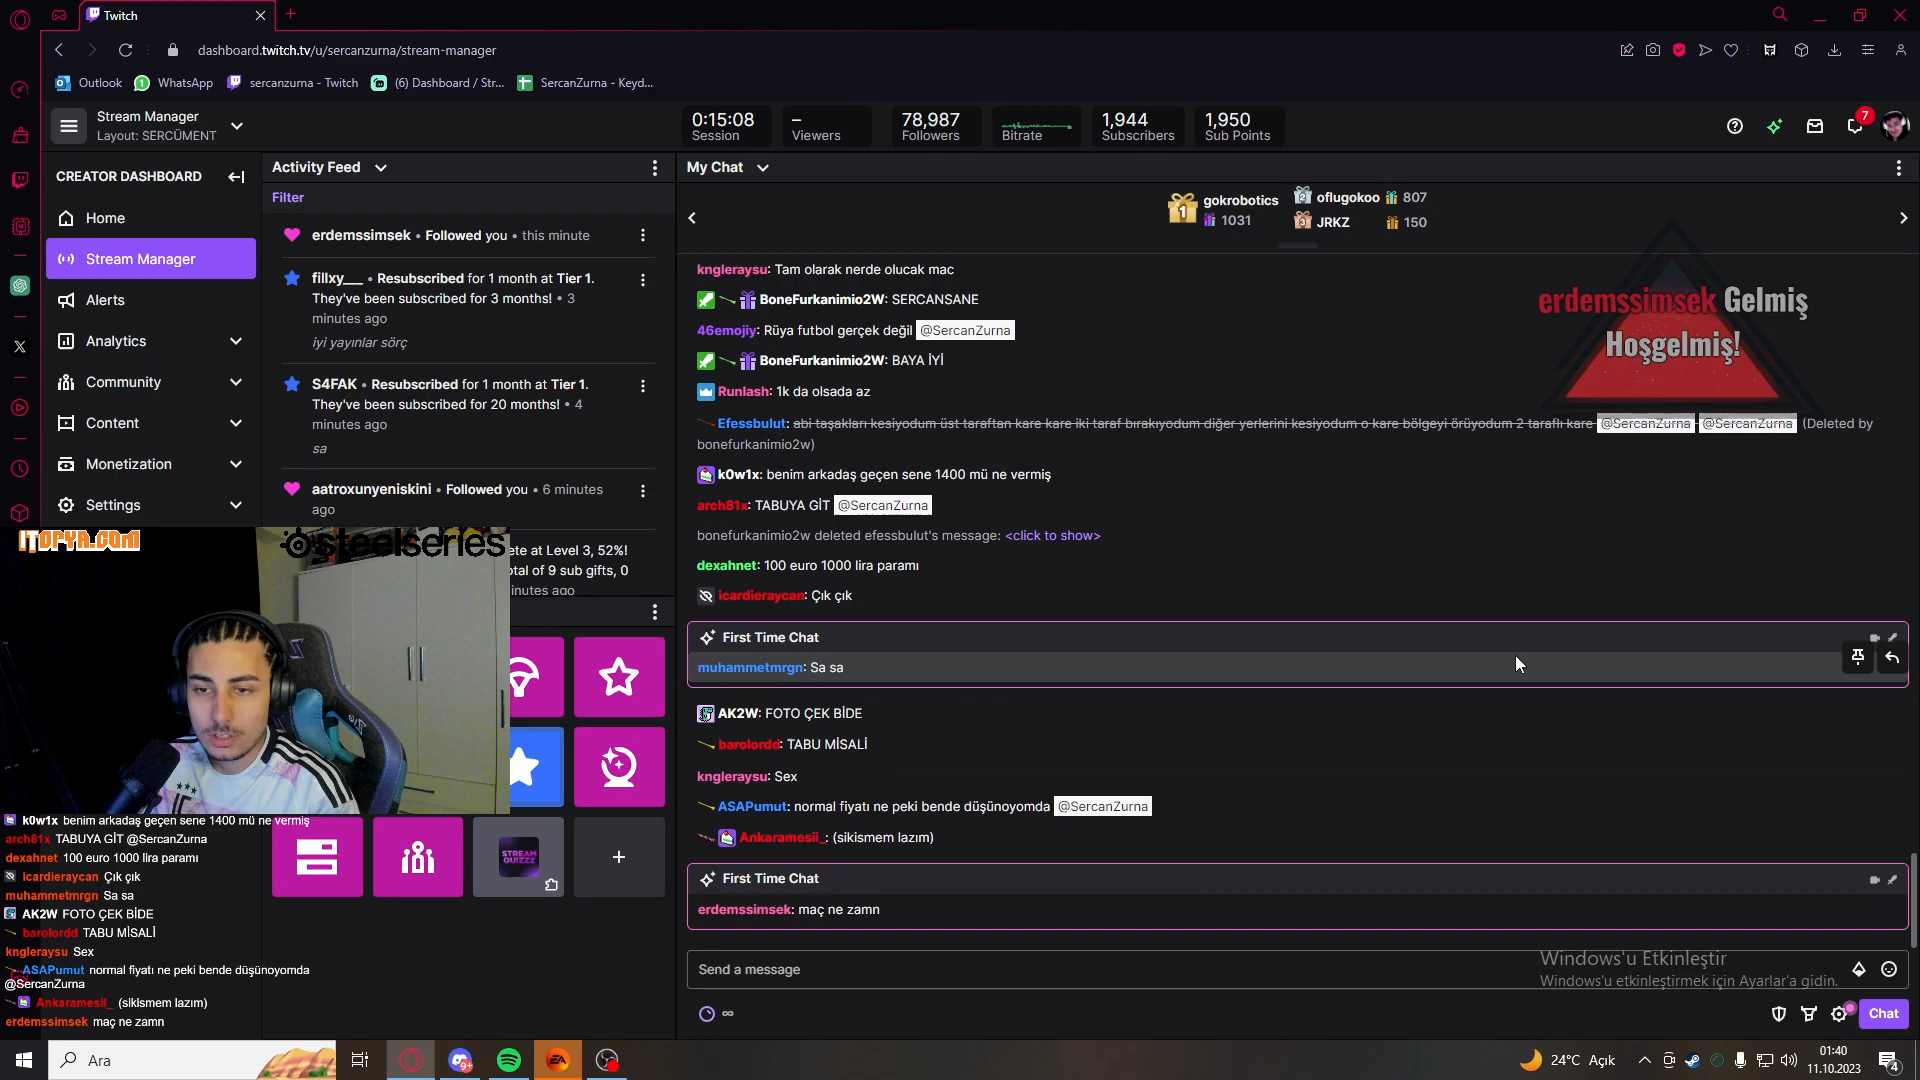 Twitch
dashboard.twitch.tv/u/sercanzurna/stream-manager
Outlook
WhatsApp
sercanzurna - Twitch
(6) Dashboard / Str...
SercanZurna - Keyd...
Stream Manager
Layout: SERCÜMENT
0:15:08
Session
–
Viewers
78,987
Followers
Bitrate
1,944
Subscribers
1,950
Sub Points
7
CREATOR DASHBOARD
Home
Stream Manager
Alerts
Analytics
Community
Content
Monetization
Settings
Activity Feed
Filter
erdemssimsek • Followed you • this minute
fillxy___ • Resubscribed for 1 month at Tier 1.
They've been subscribed for 3 months! • 3
minutes ago
iyi yayınlar sörç
S4FAK • Resubscribed for 1 month at Tier 1.
They've been subscribed for 20 months! • 4
minutes ago
sa
aatroxunyeniskini • Followed you • 6 minutes
ago
ete at Level 3, 52%!
otal of 9 sub gifts, 0
inutes ago
My Chat
1 gokrobotics
1031
2 oflugokoo 807
3 JRKZ 150
kngleraysu: Tam olarak nerde olucak mac
BoneFurkanimio2W: SERCANSANE
46emojiy: Rüya futbol gerçek değil @SercanZurna
BoneFurkanimio2W: BAYA İYİ
Runlash: 1k da olsada az
Efessbulut: abi taşakları kesiyodum üst taraftan kare kare iki taraf bırakıyodum diğer yerlerini kesiyodum o kare bölgeyi örüyodum 2 taraflı kare @SercanZurna @SercanZurna (Deleted by
bonefurkanimio2w)
k0w1x: benim arkadaş geçen sene 1400 mü ne vermiş
arch81x: TABUYA GİT @SercanZurna
bonefurkanimio2w deleted efessbulut's message: <click to show>
dexahnet: 100 euro 1000 lira paramı
icardieraycan: Çık çık
First Time Chat
muhammetmrgn: Sa sa
AK2W: FOTO ÇEK BİDE
barolordd: TABU MİSALİ
kngleraysu: Sex
ASAPumut: normal fiyatı ne peki bende düşünoyomda @SercanZurna
Ankaramesii_: (sikismem lazım)
First Time Chat
erdemssimsek: maç ne zamn
Send a message
Chat
erdemssimsek Gelmiş
Hoşgelmiş!
Windows'u Etkinleştir
Windows'u etkinleştirmek için Ayarlar'a gidin.
İTOPYA.COM
steelseries
STREAM
QUIZZZ
k0w1x benim arkadaş geçen sene 1400 mü ne vermiş
arch81x TABUYA GİT @SercanZurna
dexahnet 100 euro 1000 lira paramı
icardieraycan Çık çık
muhammetmrgn Sa sa
AK2W FOTO ÇEK BİDE
barolordd TABU MİSALİ
kngleraysu Sex
ASAPumut normal fiyatı ne peki bende düşünoyomda
@SercanZurna
Ankaramesii_ (sikismem lazım)
erdemssimsek maç ne zamn
Ara
9+
EA
24°C Açık
01:40
11.10.2023
4